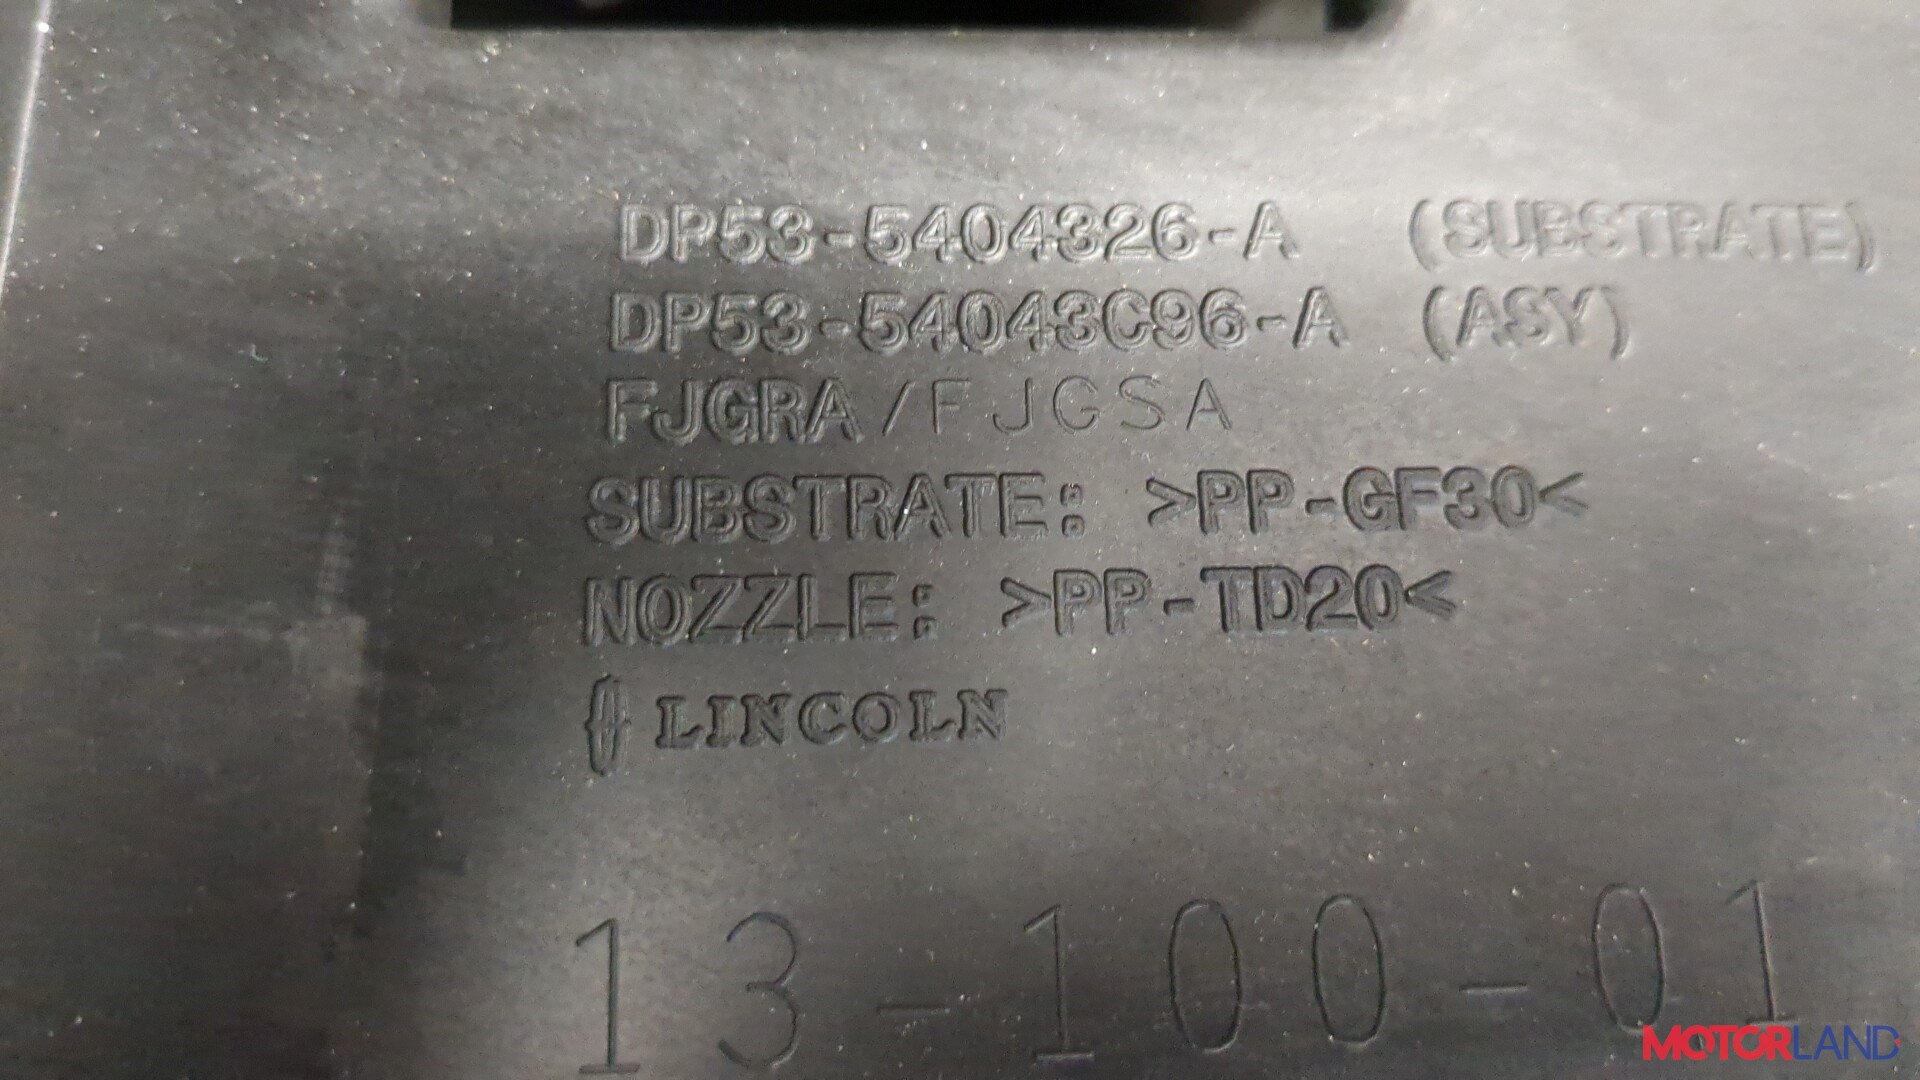 DP53-5404326-A (SUBSTRATE)
DP53-54043C96-A (ASY)
FJGRA/FJGSA
SUBSTRATE: >PP-GF30<
NOZZLE: >PP-TD20<
LINCOLN
13-100-01
MOTORLAND